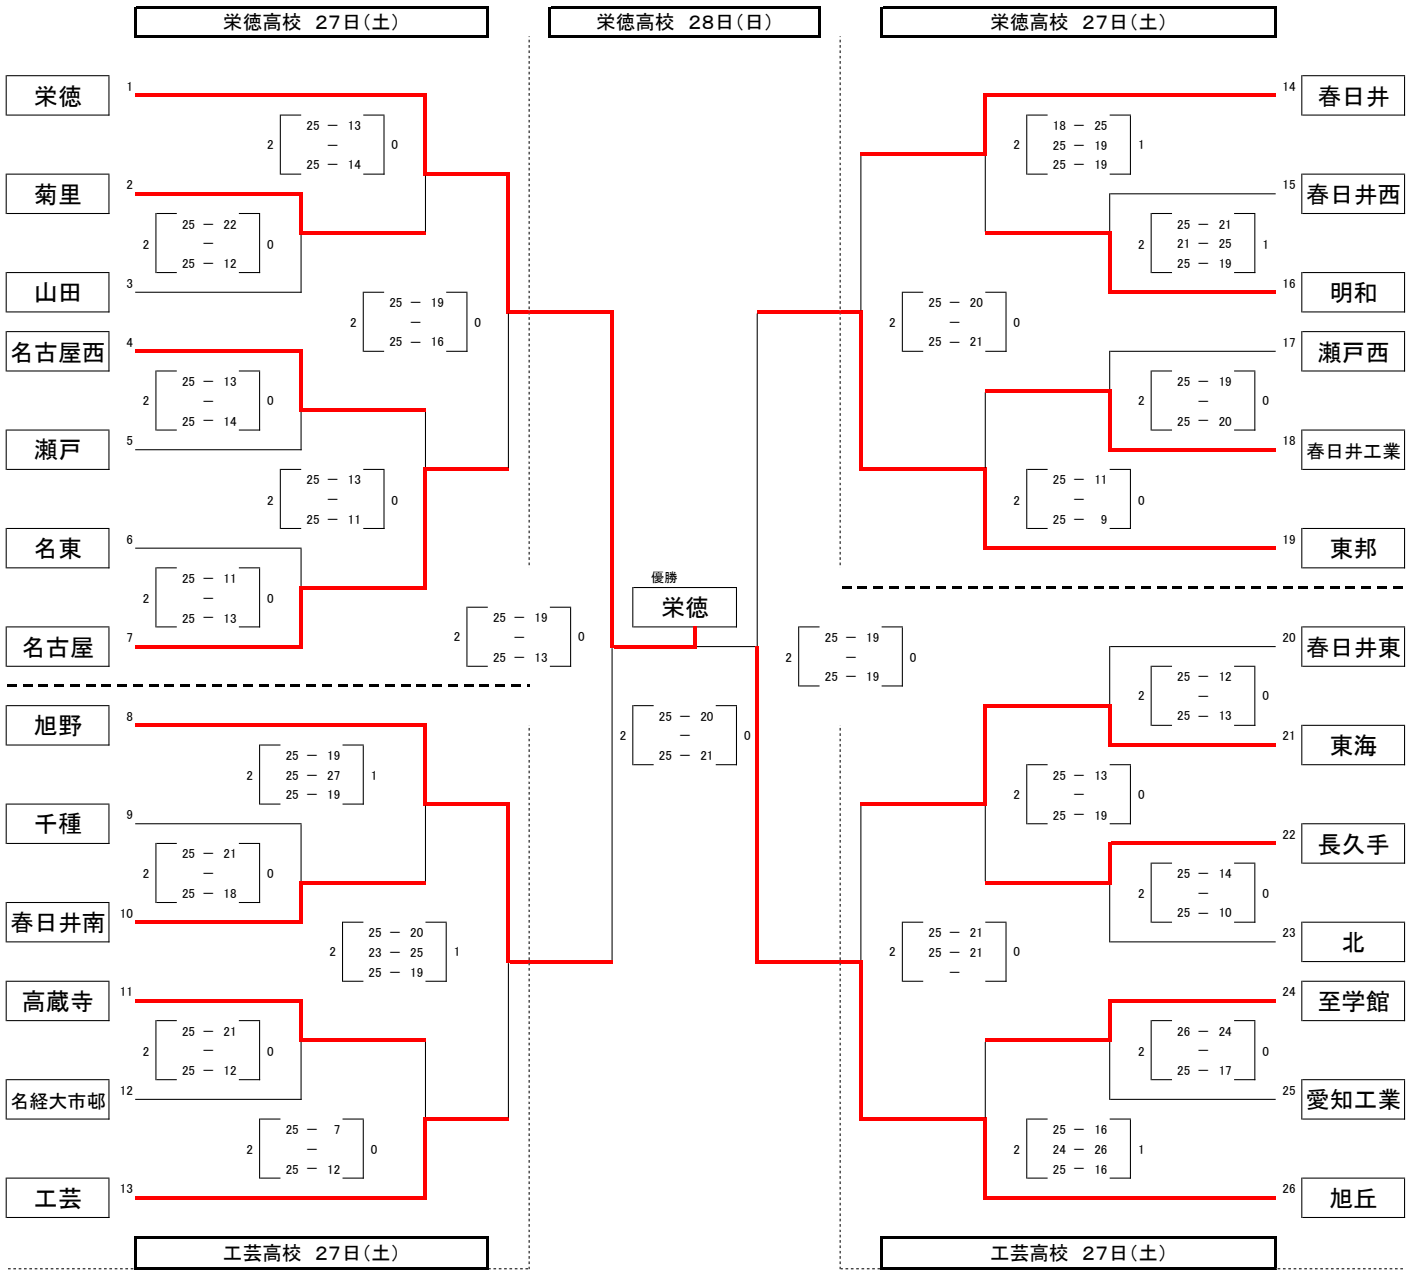 栄徳高校 27日(土)
栄徳高校 28日(日)
栄徳高校 27日(土)
1
栄徳
25 － 13
2 － 0
25 － 14
2
菊里
25 － 22
2 － 0
25 － 12
3
山田
25 － 19
2 － 0
25 － 16
4
名古屋西
25 － 13
2 － 0
25 － 14
5
瀬戸
25 － 13
2 － 0
25 － 11
6
名東
25 － 11
2 － 0
25 － 13
7
名古屋
25 － 19
2 － 0
25 － 13
8
旭野
25 － 19
2 25 － 27 1
25 － 19
9
千種
25 － 21
2 － 0
25 － 18
10
春日井南
25 － 20
2 23 － 25 1
25 － 19
11
高蔵寺
25 － 21
2 － 0
25 － 12
12
名経大市邨
25 － 7
2 － 0
25 － 12
13
工芸
工芸高校 27日(土)
優勝
栄徳
25 － 20
2 － 0
25 － 21
14
春日井
18 － 25
2 25 － 19 1
25 － 19
15
春日井西
25 － 21
2 21 － 25 1
25 － 19
16
明和
25 － 20
2 － 0
25 － 21
17
瀬戸西
25 － 19
2 － 0
25 － 20
18
春日井工業
25 － 11
2 － 0
25 － 9
19
東邦
25 － 19
2 － 0
25 － 19
20
春日井東
25 － 12
2 － 0
25 － 13
21
東海
25 － 13
2 － 0
25 － 19
22
長久手
25 － 14
2 － 0
25 － 10
23
北
25 － 21
2 25 － 21 0
－
24
至学館
26 － 24
2 － 0
25 － 17
25
愛知工業
25 － 16
2 24 － 26 1
25 － 16
26
旭丘
工芸高校 27日(土)